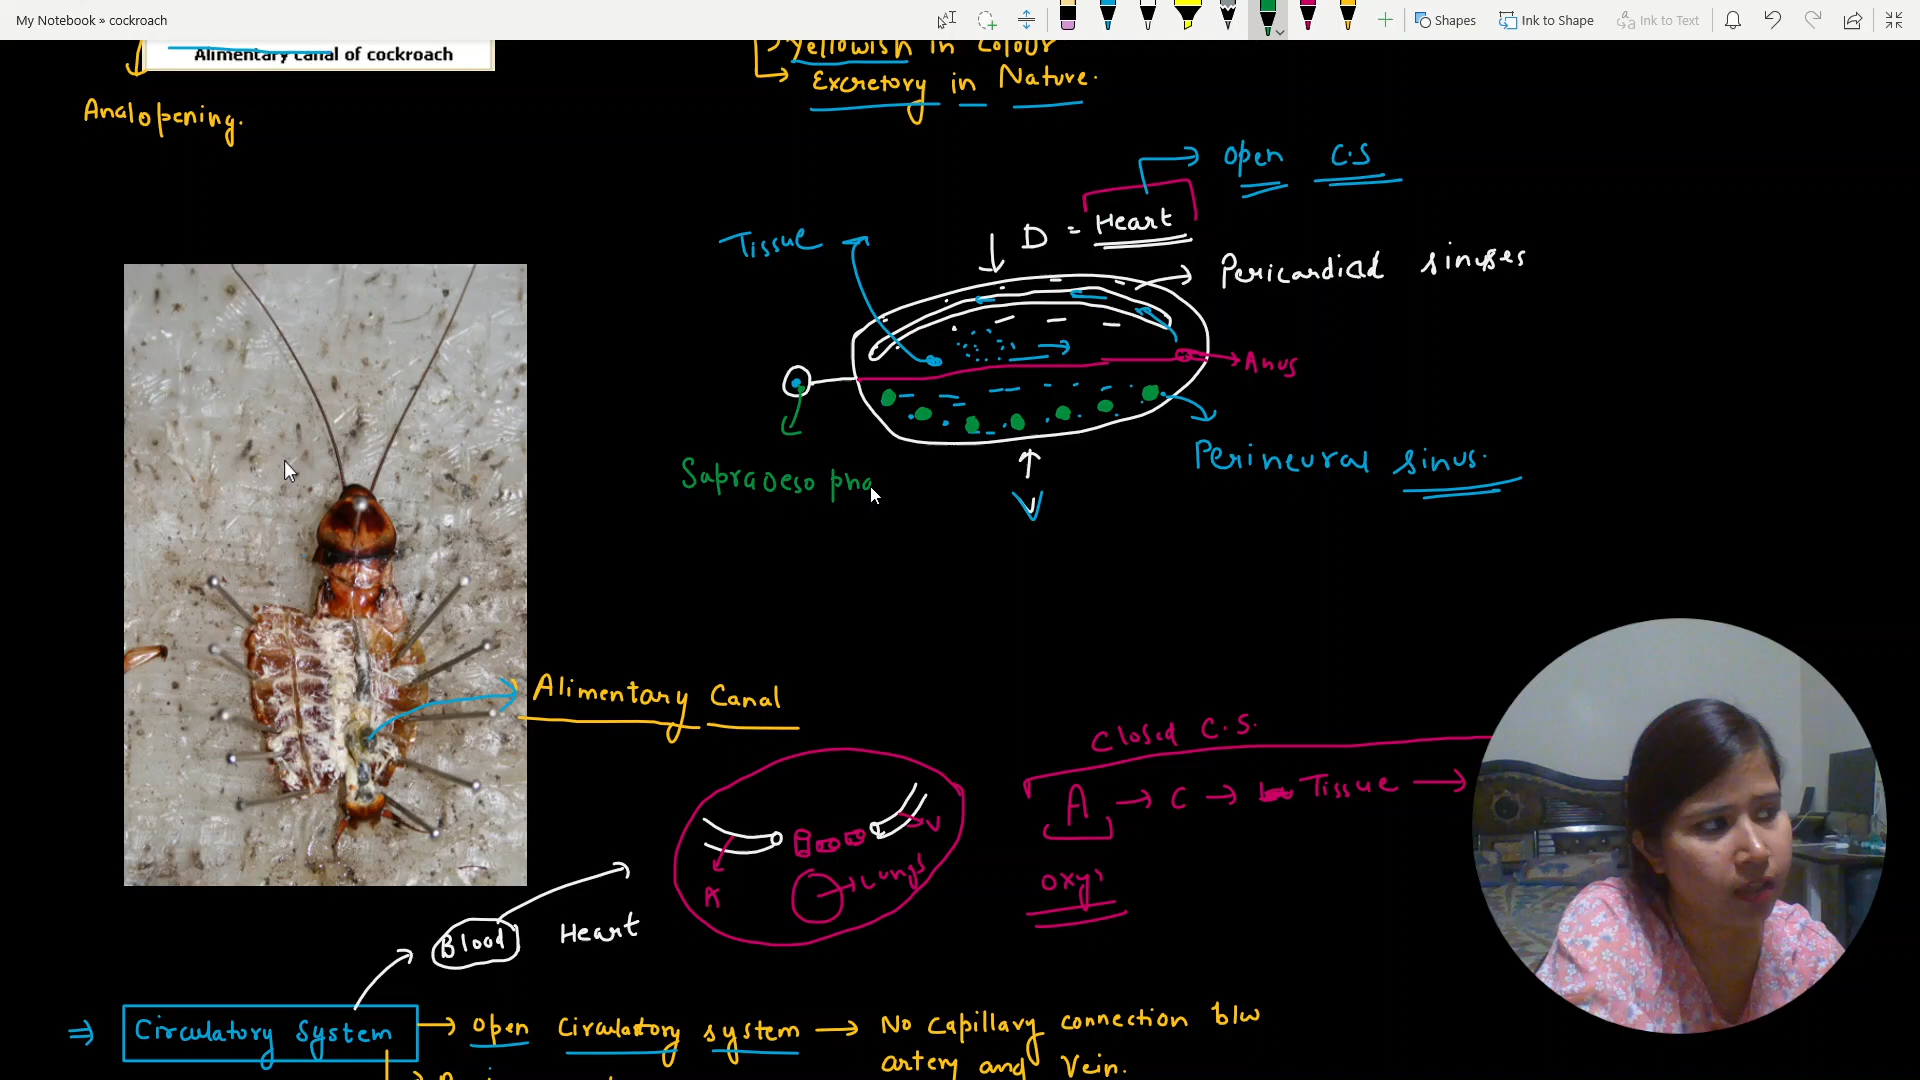 My Notebook » cockroach
Shapes
Ink to Shape
Ink to Text
Alimentary canal of cockroach
Yellowish in Colour
Excretory in Nature.
Anal opening.
Open C.S
D = Heart
Tissue
Pericardial sinuses
Anus
Perineural sinus.
Sapraoeso pha
V
Alimentary Canal
Closed C.S.
A → C → Tissue →
V
Lungs
A
oxy.
Blood Heart
⇒ Circulatory System → Open Circulatory system → No Capillary connection b/w
artery and Vein.